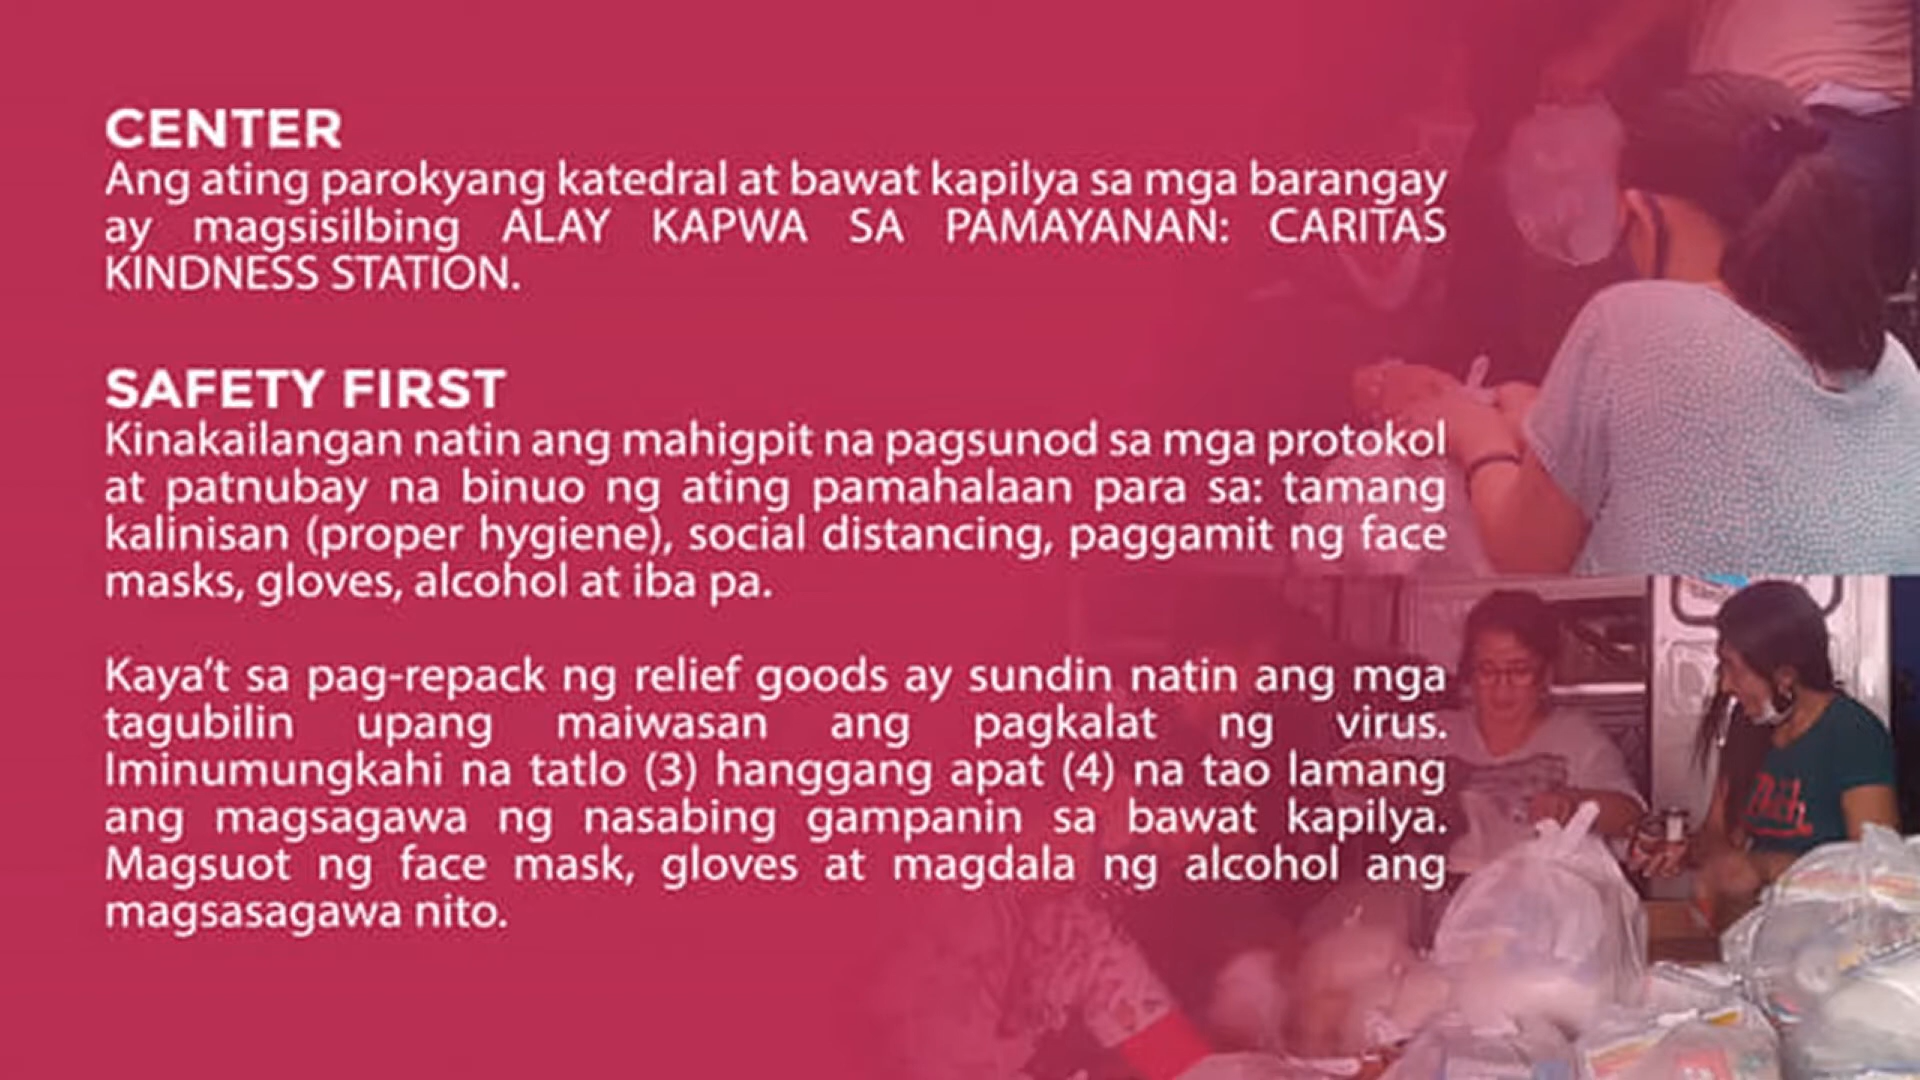 CENTER
Ang ating parokyang katedral at bawat kapilya sa mga barangay
ay magsisilbing ALAY KAPWA SA PAMAYANAN: CARITAS
KINDNESS STATION.
SAFETY FIRST
Kinakailangan natin ang mahigpit na pagsunod sa mga protokol
at patnubay na binuo ng ating pamahalaan para sa: tamang
kalinisan (proper hygiene), social distancing, paggamit ng face
masks, gloves, alcohol at iba pa.
Kaya't sa pag-repack ng relief goods ay sundin natin ang mga
tagubilin upang maiwasan ang pagkalat ng virus.
Iminumungkahi na tatlo (3) hanggang apat (4) na tao lamang
ang magsagawa ng nasabing gampanin sa bawat kapilya.
Magsuot ng face mask, gloves at magdala ng alcohol ang
magsasagawa nito.